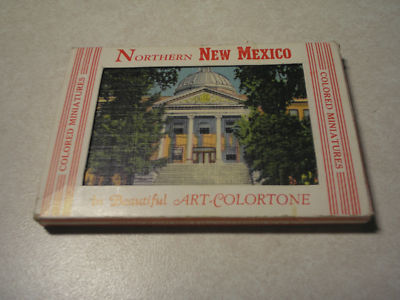 NORTHERN NEW MEXICO
COLORED MINIATURES
COLORED MINIATURES
in Beautiful ART-COLORTONE